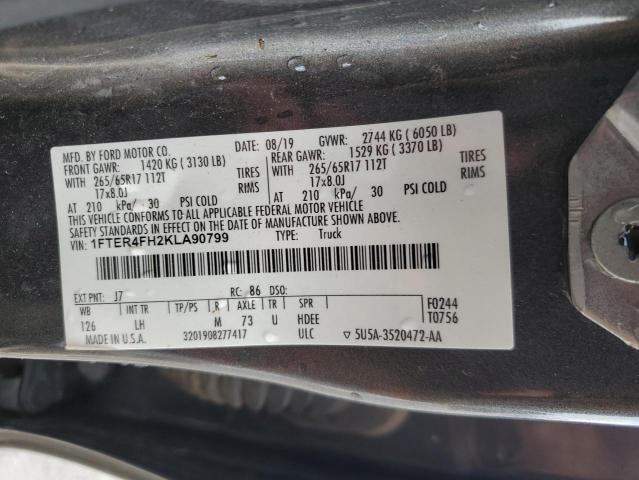 MFD. BY FORD MOTOR CO. DATE: 08/19 GVWR: 2744 KG ( 6050 LB)
FRONT GAWR: 1420 KG ( 3130 LB) REAR GAWR: 1529 KG ( 3370 LB)
WITH 265/65R17 112T TIRES WITH 265/65R17 112T TIRES
17x8.0J RIMS 17x8.0J RIMS
AT 210 kPa/ 30 PSI COLD AT 210 kPa/ 30 PSI COLD
THIS VEHICLE CONFORMS TO ALL APPLICABLE FEDERAL MOTOR VEHICLE
SAFETY STANDARDS IN EFFECT ON THE DATE OF MANUFACTURE SHOWN ABOVE.
VIN: 1FTER4FH2KLA90799 TYPE: Truck
EXT PNT: J7 RC: 86 DSO:
WB INT TR TP/PS R AXLE TR SPR F0244
126 LH M 73 U HDEE T0756
MADE IN U.S.A. 3201908277417 ULC ▽ 5U5A-3520472-AA